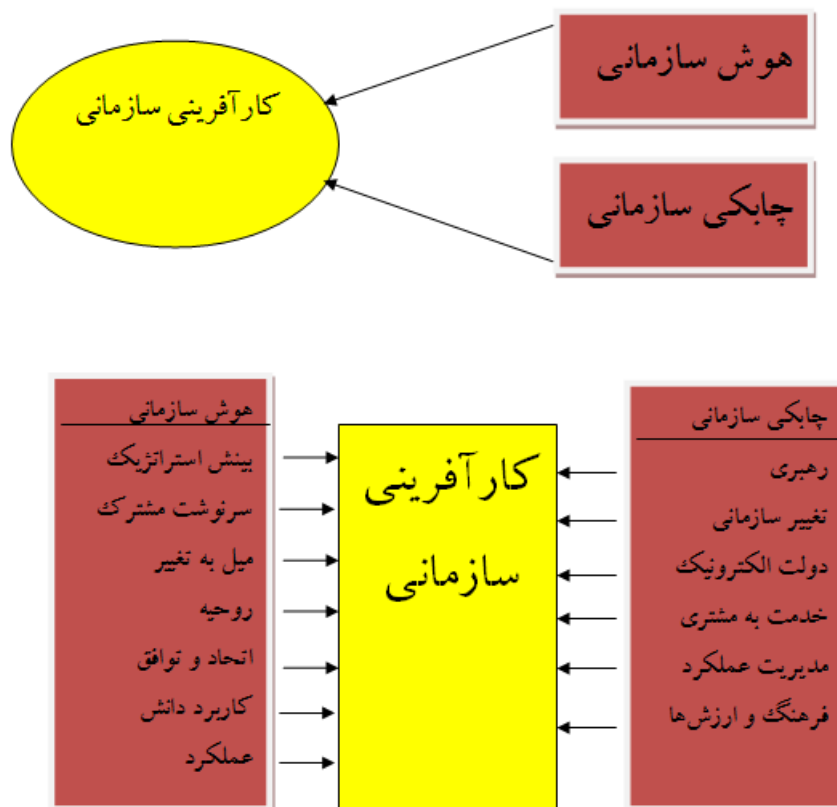 هوش سازمانی
کارآفرینی سازمانی
چابکی سازمانی
چابکی سازمانی
رهبری
تغییر سازمانی
دولت الکترونیک
خدمت به مشتری
مدیریت عملکرد
فرهنگ و ارزش‌ها
کارآفرینی
سازمانی
هوش سازمانی
بینش استراتژیک
سرنوشت مشترک
میل به تغییر
روحیه
اتحاد و توافق
کاربرد دانش
عملکرد